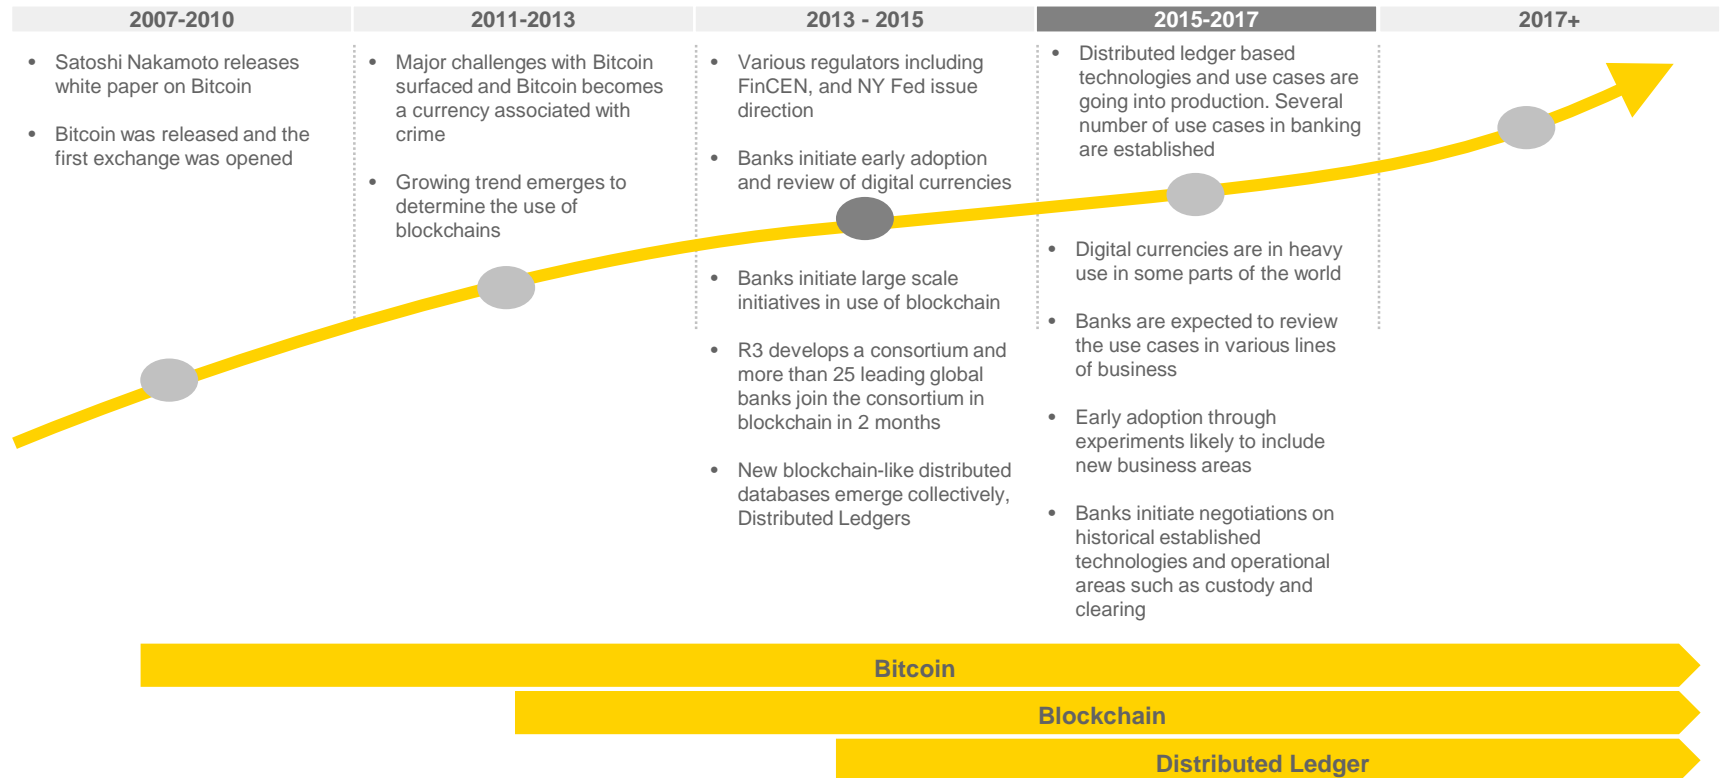 2007-2010
2011-2013
2013 - 2015
2015-2017
2017+
• Satoshi Nakamoto releases
white paper on Bitcoin
• Bitcoin was released and the
first exchange was opened
• Major challenges with Bitcoin
surfaced and Bitcoin becomes
a currency associated with
crime
• Growing trend emerges to
determine the use of
blockchains
• Various regulators including
FinCEN, and NY Fed issue
direction
• Banks initiate early adoption
and review of digital currencies
• Banks initiate large scale
initiatives in use of blockchain
• R3 develops a consortium and
more than 25 leading global
banks join the consortium in
blockchain in 2 months
• New blockchain-like distributed
databases emerge collectively,
Distributed Ledgers
• Distributed ledger based
technologies and use cases are
going into production. Several
number of use cases in banking
are established
• Digital currencies are in heavy
use in some parts of the world
• Banks are expected to review
the use cases in various lines
of business
• Early adoption through
experiments likely to include
new business areas
• Banks initiate negotiations on
historical established
technologies and operational
areas such as custody and
clearing
Bitcoin
Blockchain
Distributed Ledger